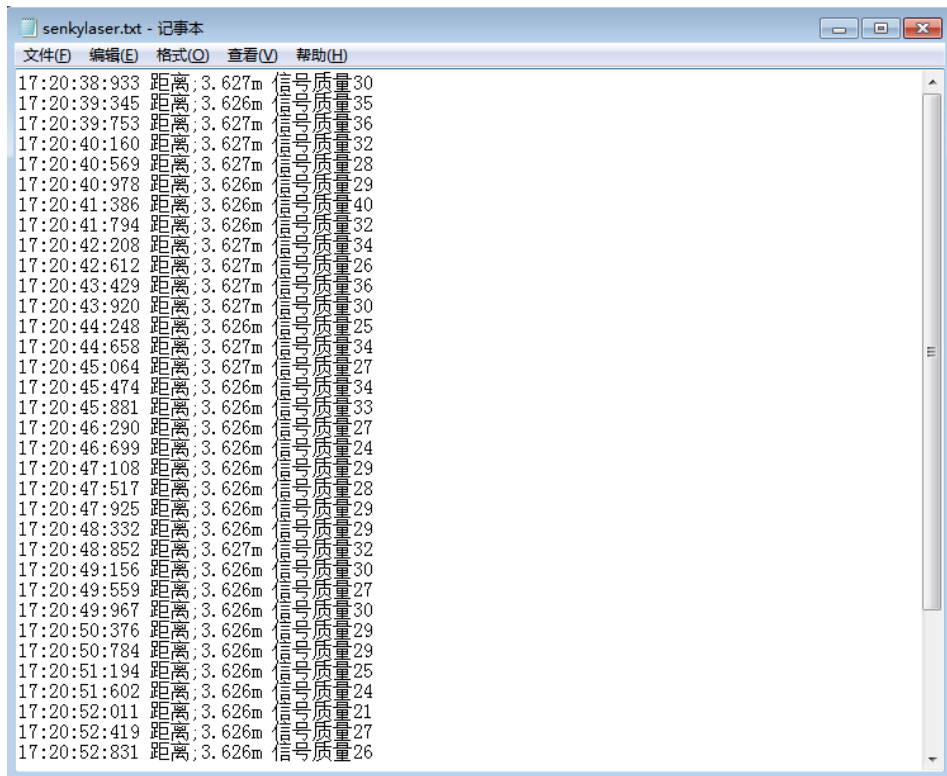 senkylaser.txt - 记事本
文件(F) 编辑(E) 格式(O) 查看(V) 帮助(H)
17:20:38:933 距离;3.627m 信号质量30
17:20:39:345 距离;3.626m 信号质量35
17:20:39:753 距离;3.627m 信号质量36
17:20:40:160 距离;3.627m 信号质量32
17:20:40:569 距离;3.627m 信号质量28
17:20:40:978 距离;3.626m 信号质量29
17:20:41:386 距离;3.626m 信号质量40
17:20:41:794 距离;3.626m 信号质量32
17:20:42:208 距离;3.627m 信号质量34
17:20:42:612 距离;3.627m 信号质量26
17:20:43:429 距离;3.627m 信号质量36
17:20:43:920 距离;3.627m 信号质量30
17:20:44:248 距离;3.626m 信号质量25
17:20:44:658 距离;3.627m 信号质量34
17:20:45:064 距离;3.627m 信号质量27
17:20:45:474 距离;3.626m 信号质量34
17:20:45:881 距离;3.626m 信号质量33
17:20:46:290 距离;3.626m 信号质量27
17:20:46:699 距离;3.626m 信号质量24
17:20:47:108 距离;3.626m 信号质量29
17:20:47:517 距离;3.626m 信号质量28
17:20:47:925 距离;3.626m 信号质量29
17:20:48:332 距离;3.626m 信号质量29
17:20:48:852 距离;3.627m 信号质量32
17:20:49:156 距离;3.626m 信号质量30
17:20:49:559 距离;3.626m 信号质量27
17:20:49:967 距离;3.626m 信号质量30
17:20:50:376 距离;3.626m 信号质量29
17:20:50:784 距离;3.626m 信号质量29
17:20:51:194 距离;3.626m 信号质量25
17:20:51:602 距离;3.626m 信号质量24
17:20:52:011 距离;3.626m 信号质量21
17:20:52:419 距离;3.626m 信号质量27
17:20:52:831 距离;3.626m 信号质量26